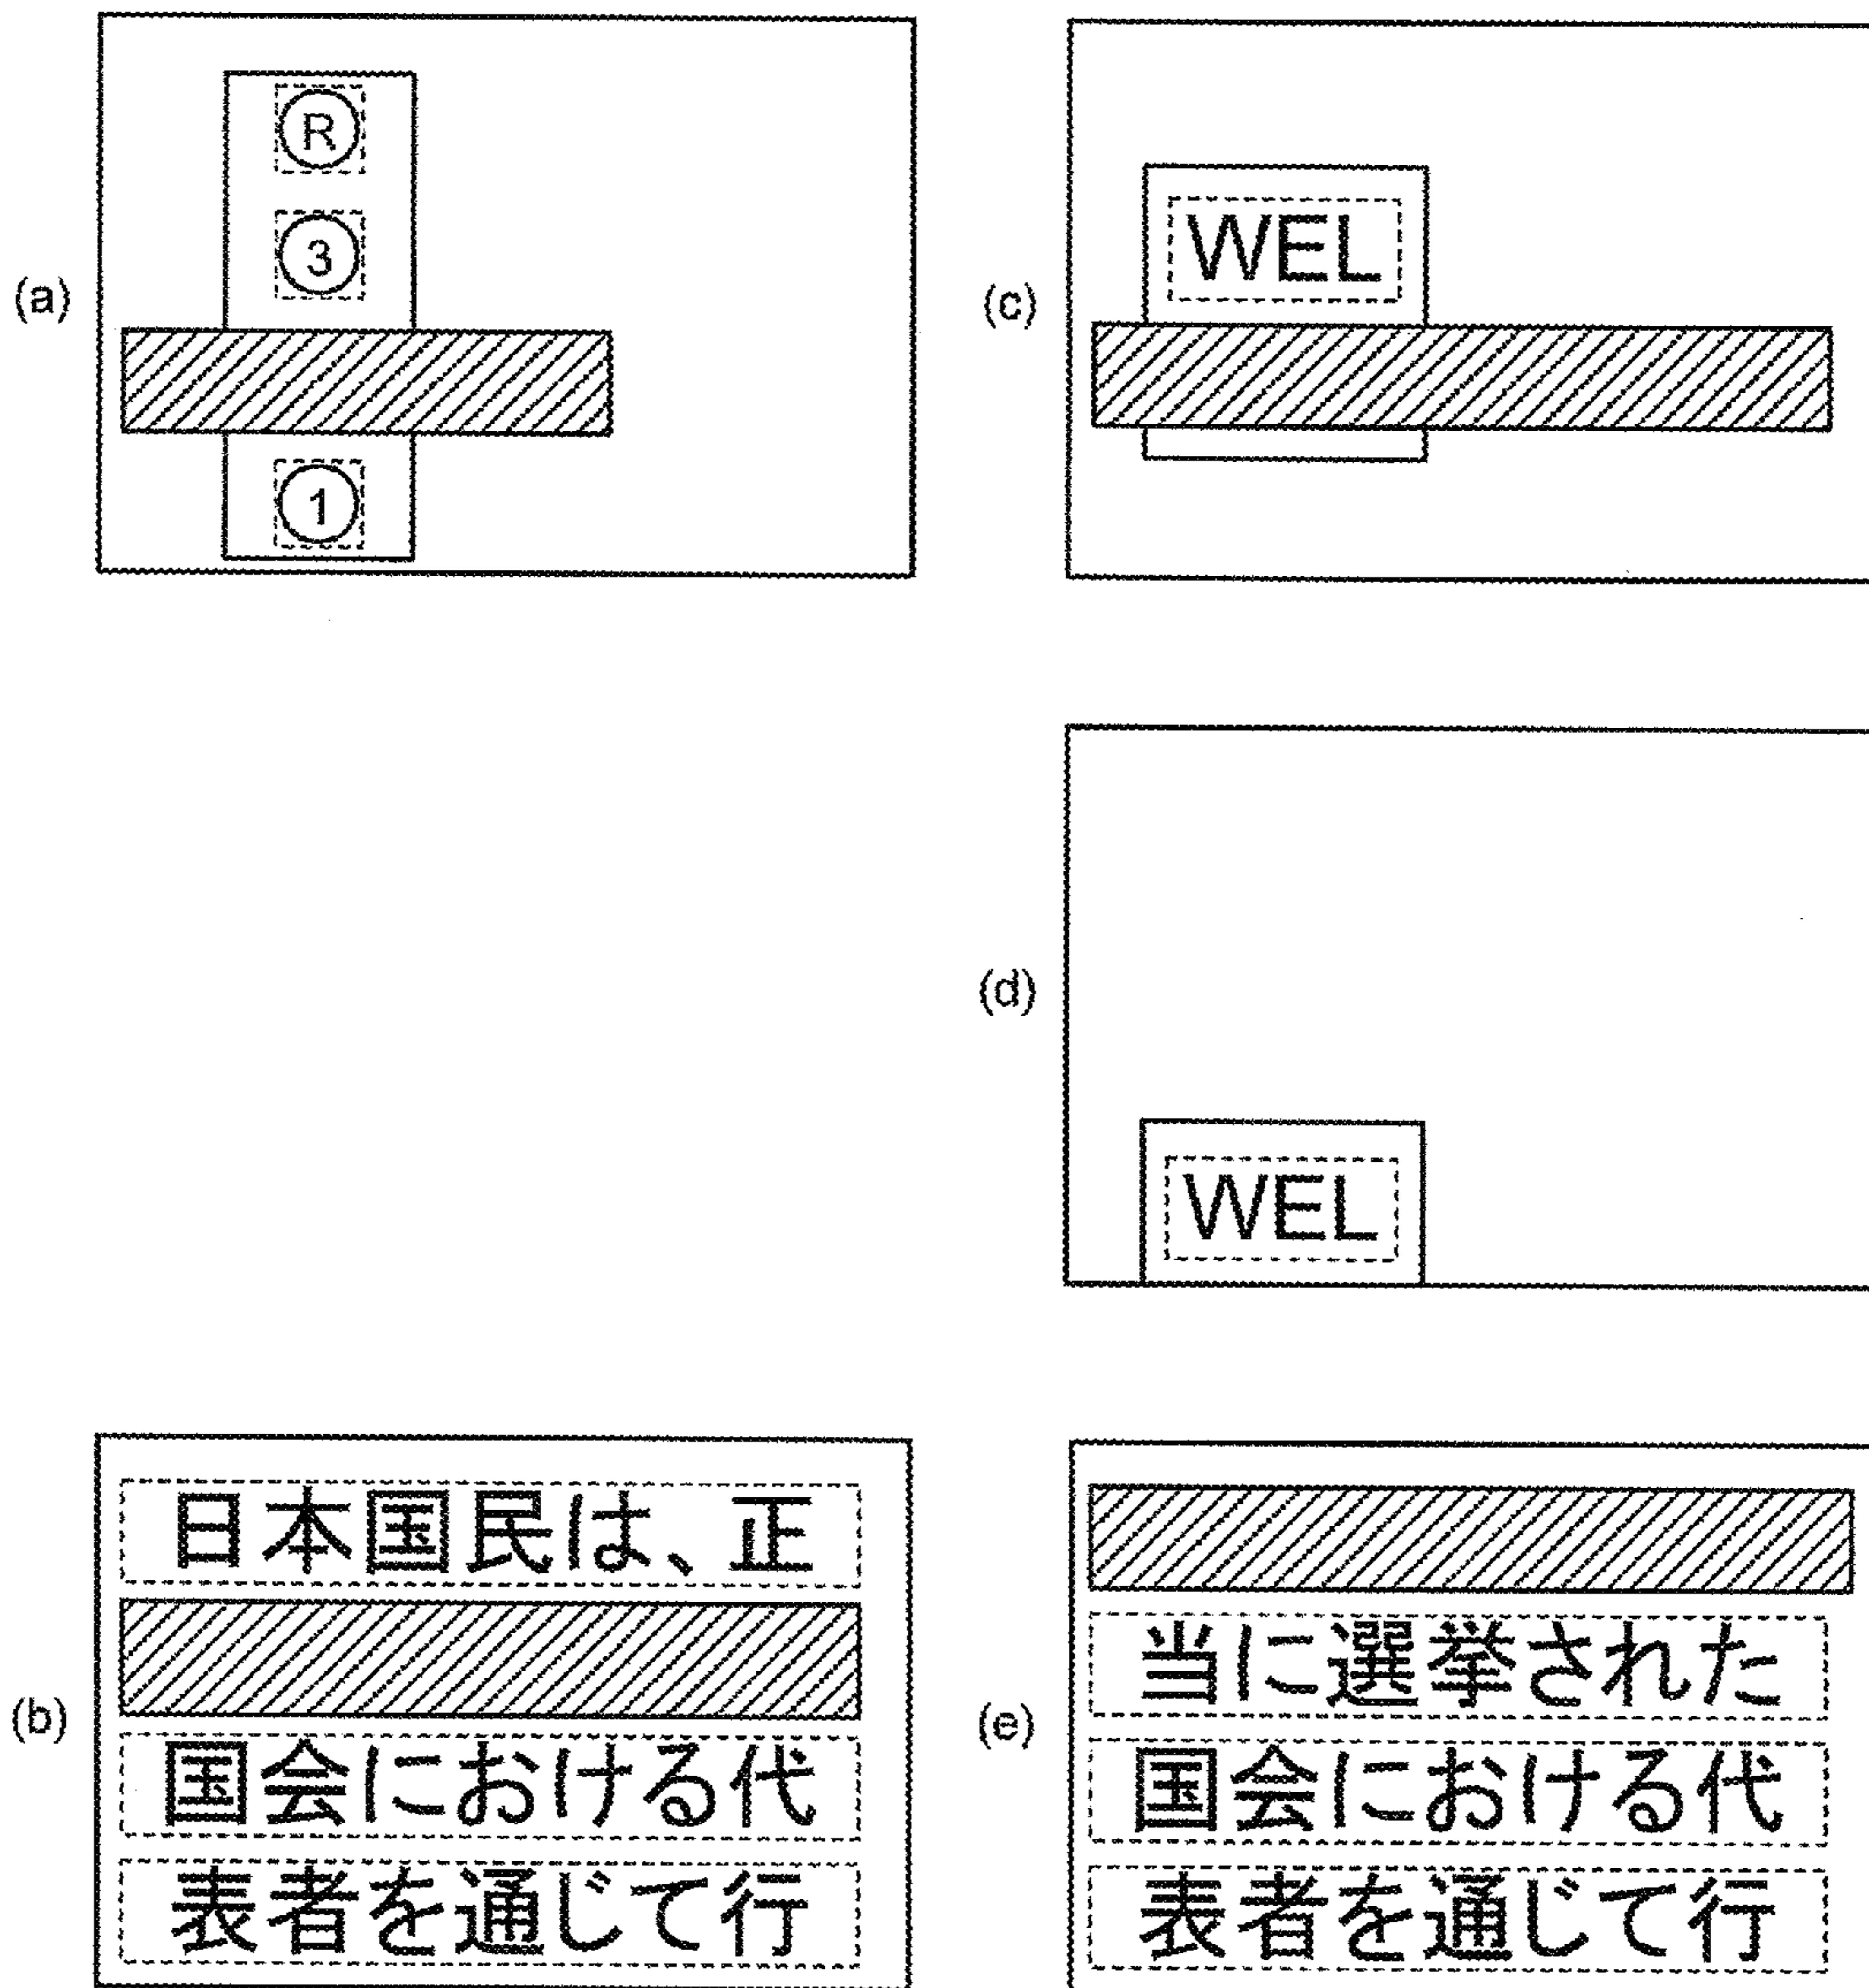 (a)
R
3
1
(c)
WEL
(d)
WEL
(b)
日本国民は、正
国会における代
表者を通じて行
(e)
当に選挙された
国会における代
表者を通じて行